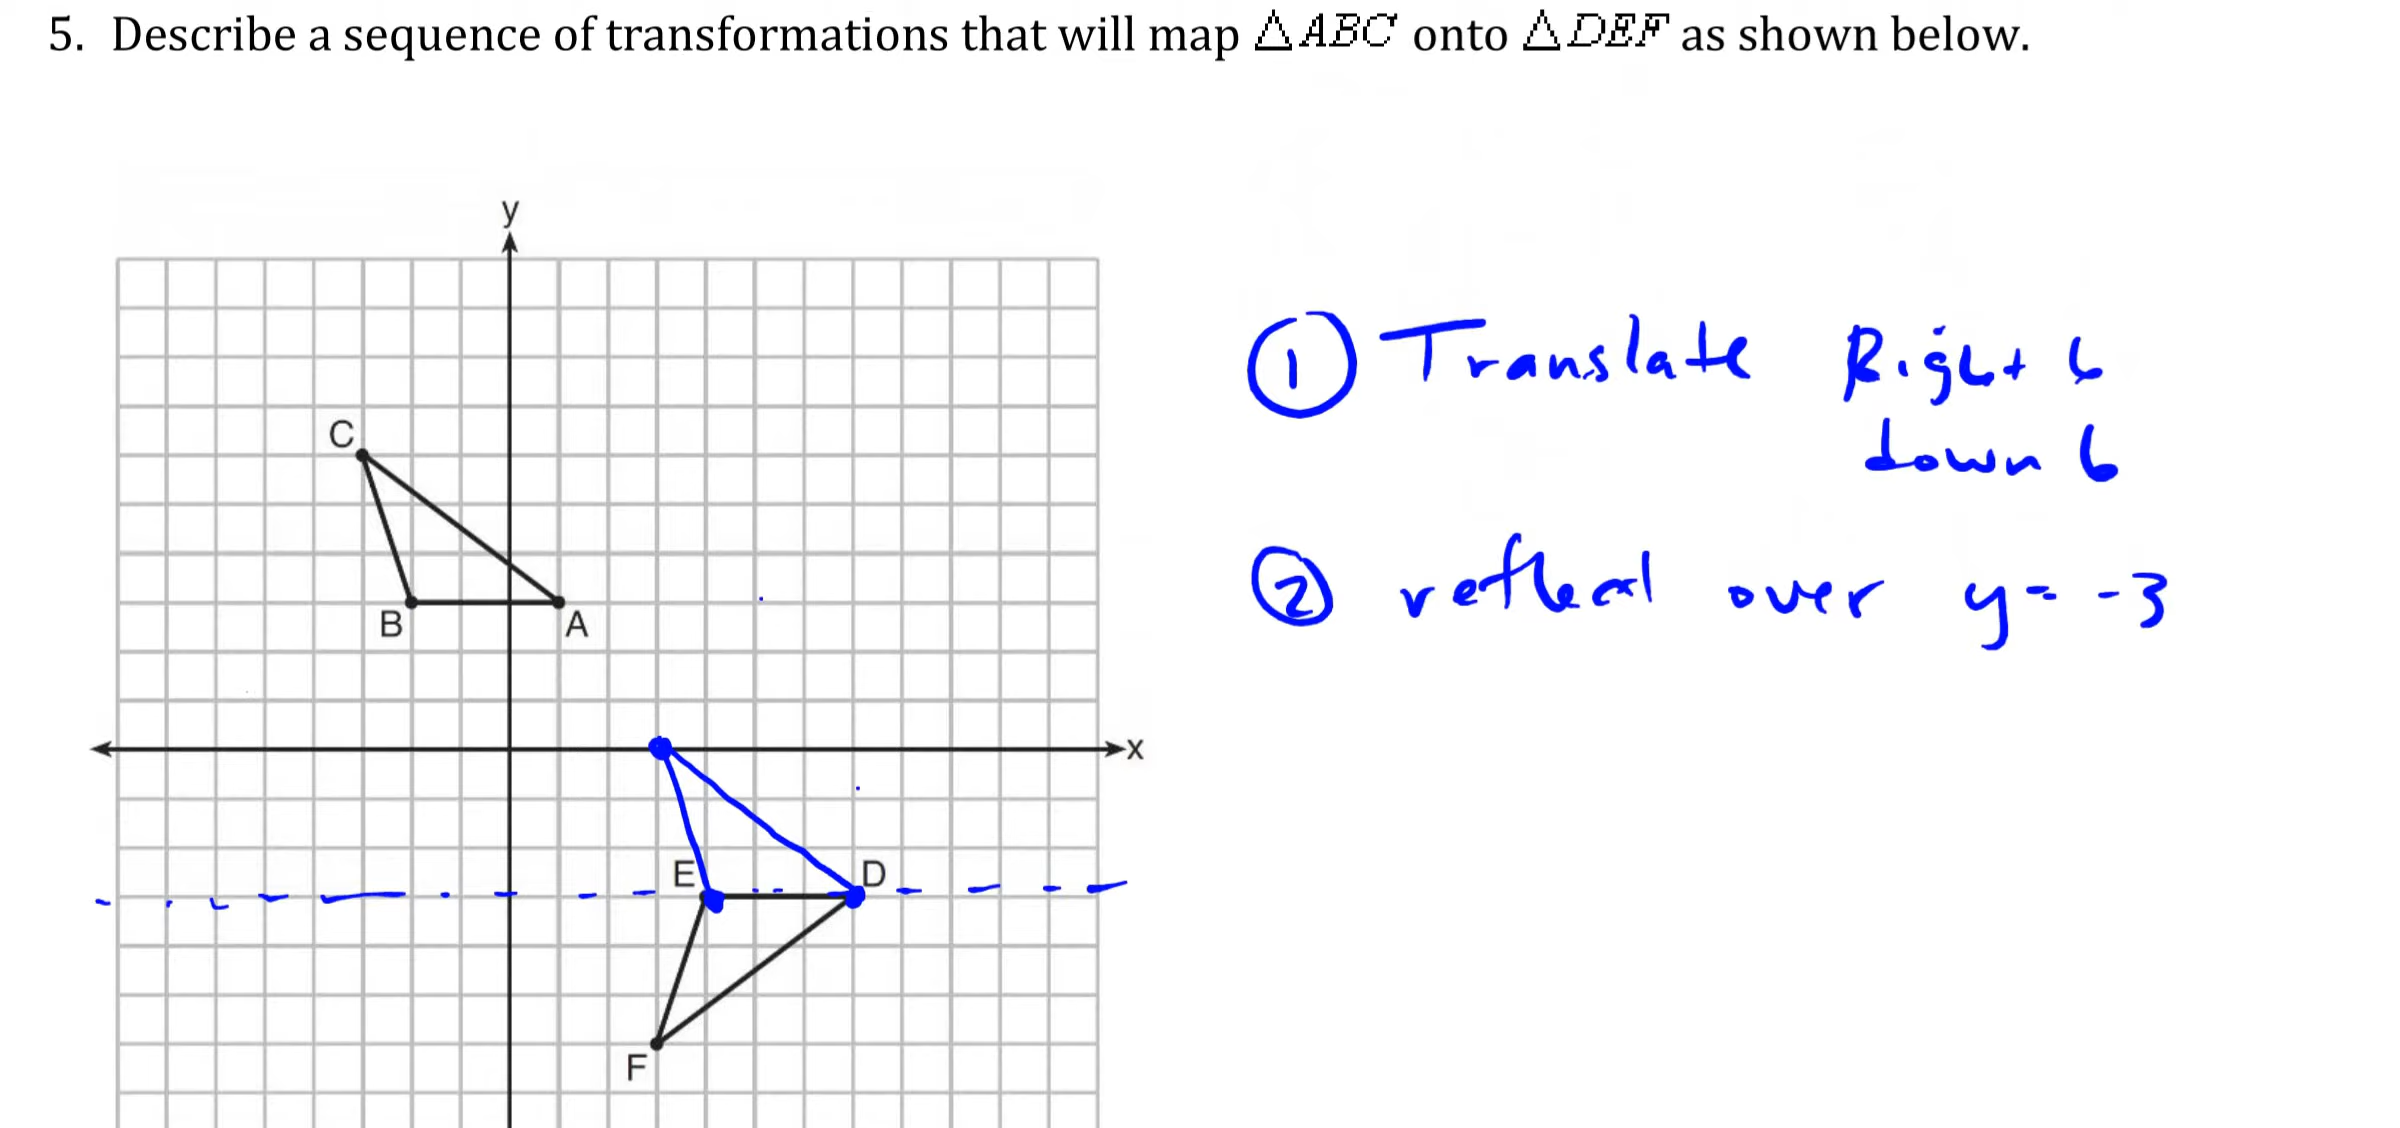 5. Describe a sequence of transformations that will map △ABC onto △DEF as shown below.
y
① Translate Right 6
down 6
C
② reflect over y = -3
B
A
x
E
D
F